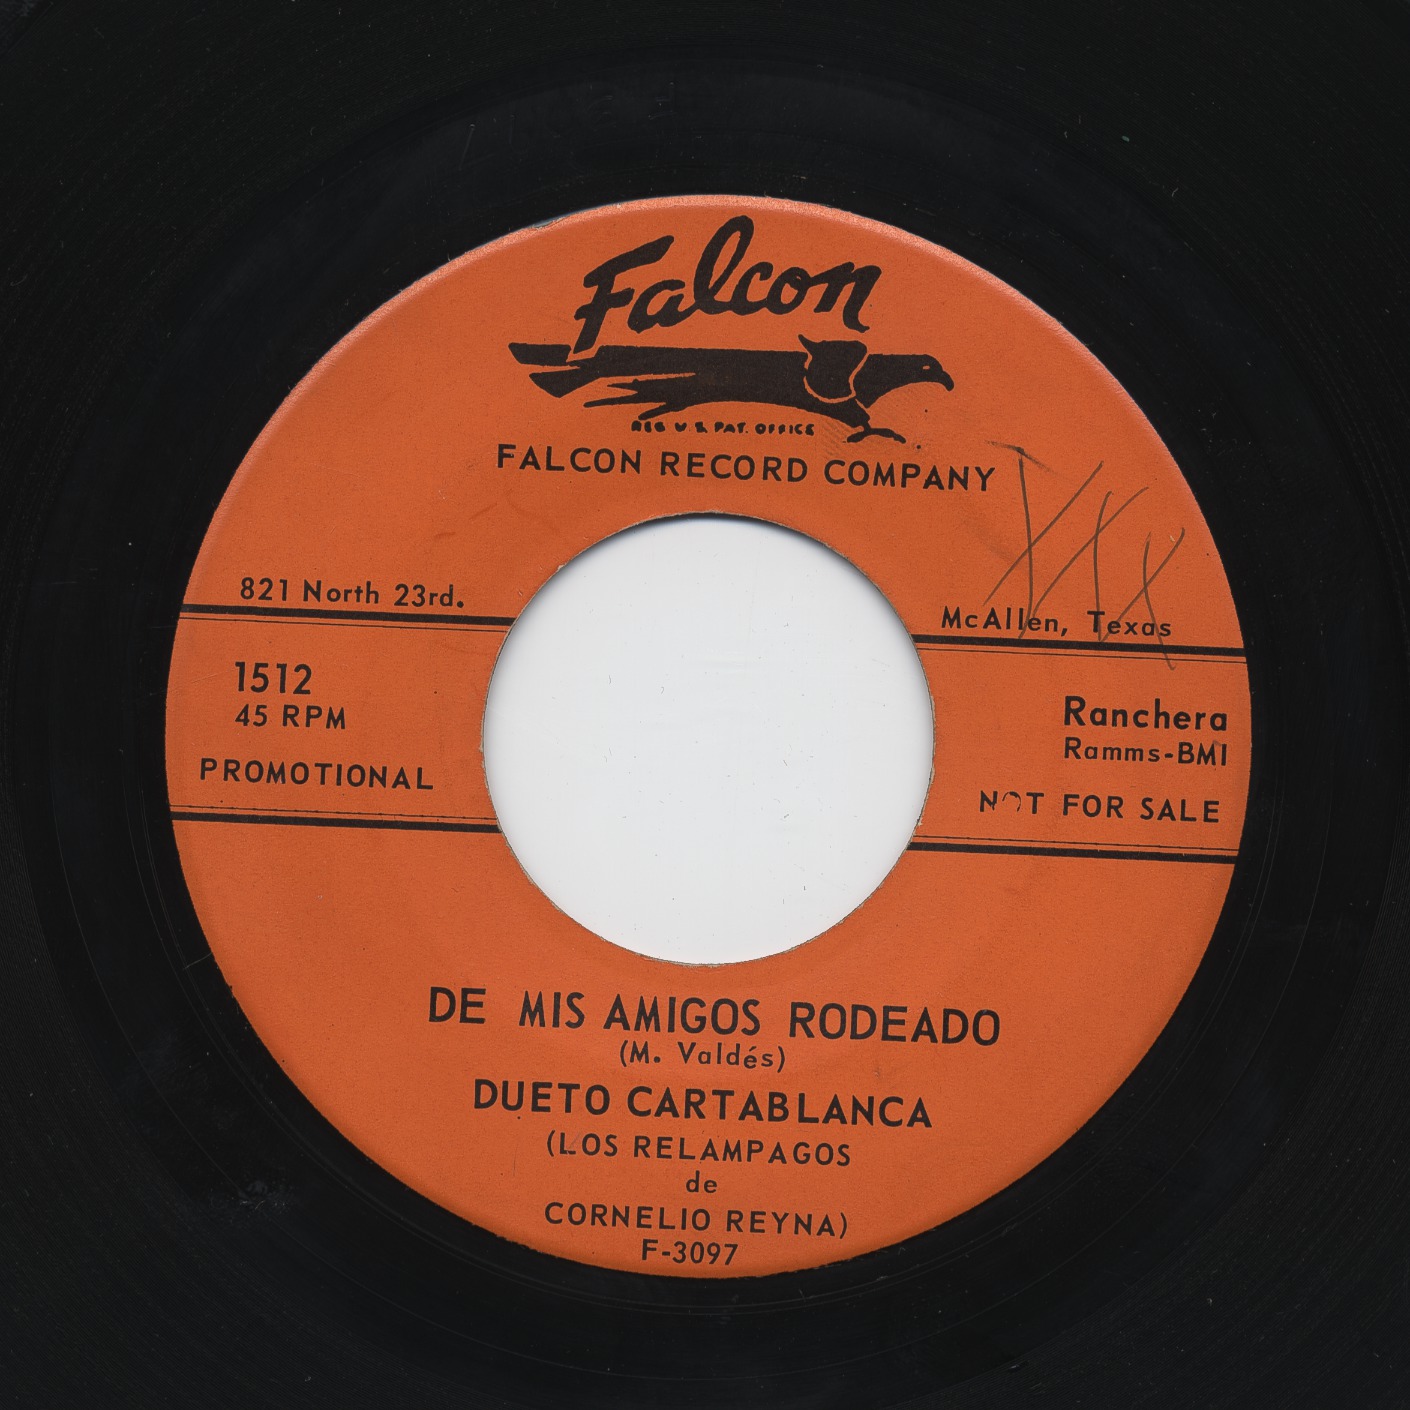 Falcon
REG U S PAT. OFFICE
FALCON RECORD COMPANY
821 North 23rd.
McAllen, Texas
1512
45 RPM
PROMOTIONAL
Ranchera
Ramms-BMI
NOT FOR SALE
XXX
DE MIS AMIGOS RODEADO
(M. Valdés)
DUETO CARTABLANCA
(LOS RELAMPAGOS
de
CORNELIO REYNA)
F-3097